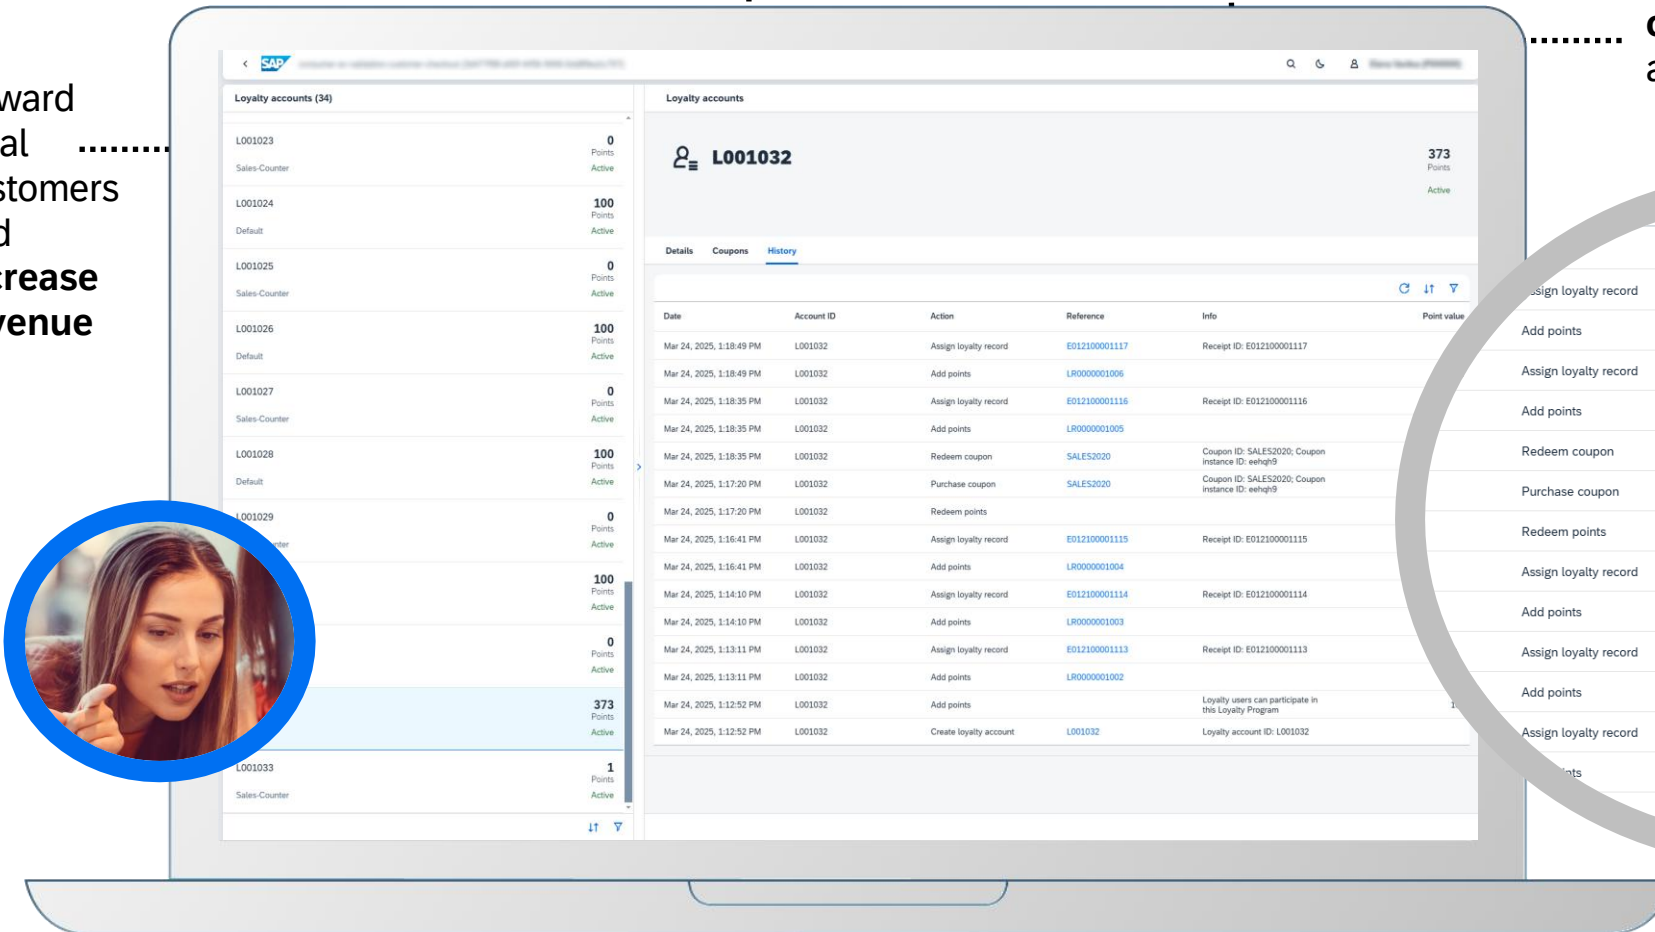 ward
al
stomers
d
crease
venue
SAP
Loyalty accounts (34)
L001023
0
Points
Sales-Counter
Active
L001024
100
Points
Default
Active
L001025
0
Points
Sales-Counter
Active
L001026
100
Points
Default
Active
L001027
0
Points
Sales-Counter
Active
L001028
100
Points
Default
Active
L001029
0
Points
nter
Active
100
Points
Active
0
Points
Active
373
Points
Active
L001033
1
Points
Sales-Counter
Active
Loyalty accounts
L001032
373
Points
Active
Details Coupons History
Date Account ID Action Reference Info Point value
Mar 24, 2025, 1:18:49 PM L001032 Assign loyalty record E012100001117 Receipt ID: E012100001117
Mar 24, 2025, 1:18:49 PM L001032 Add points LR0000001006
Mar 24, 2025, 1:18:35 PM L001032 Assign loyalty record E012100001116 Receipt ID: E012100001116
Mar 24, 2025, 1:18:35 PM L001032 Add points LR0000001005
Mar 24, 2025, 1:18:35 PM L001032 Redeem coupon SALES2020 Coupon ID: SALES2020; Coupon
instance ID: eehqh9
Mar 24, 2025, 1:17:20 PM L001032 Purchase coupon SALES2020 Coupon ID: SALES2020; Coupon
instance ID: eehqh9
Mar 24, 2025, 1:17:20 PM L001032 Redeem points
Mar 24, 2025, 1:16:41 PM L001032 Assign loyalty record E012100001115 Receipt ID: E012100001115
Mar 24, 2025, 1:16:41 PM L001032 Add points LR0000001004
Mar 24, 2025, 1:14:10 PM L001032 Assign loyalty record E012100001114 Receipt ID: E012100001114
Mar 24, 2025, 1:14:10 PM L001032 Add points LR0000001003
Mar 24, 2025, 1:13:11 PM L001032 Assign loyalty record E012100001113 Receipt ID: E012100001113
Mar 24, 2025, 1:13:11 PM L001032 Add points LR0000001002
Mar 24, 2025, 1:12:52 PM L001032 Add points Loyalty users can participate in
this Loyalty Program
Mar 24, 2025, 1:12:52 PM L001032 Create loyalty account L001032 Loyalty account ID: L001032
a
ssign loyalty record
Add points
Assign loyalty record
Add points
Redeem coupon
Purchase coupon
Redeem points
Assign loyalty record
Add points
Assign loyalty record
Add points
Assign loyalty record
nts